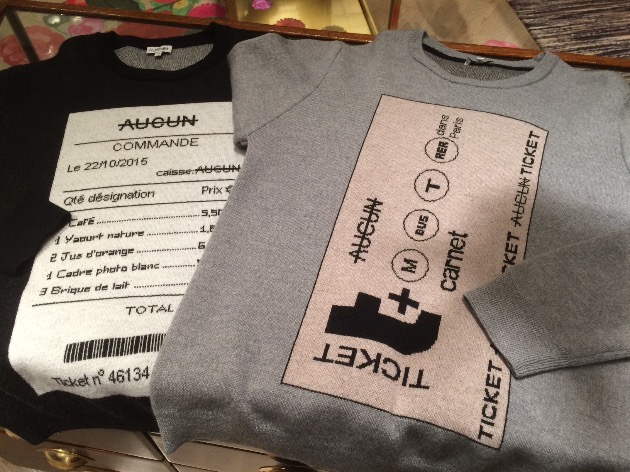 AUCUN
COMMANDE
Le 22/10/2015
caisse: AUCUN
Qté désignation Prix €
Café
1 Yaourt nature
2 Jus d'orange
1 Cadre photo blanc
3 Brique de lait
TOTAL
Ticket n° 46134
TICKET
TICKET
t+
AUCUN
M BUS T RER dans Paris
carnet
TICKET TICKET AUCUN TICKET